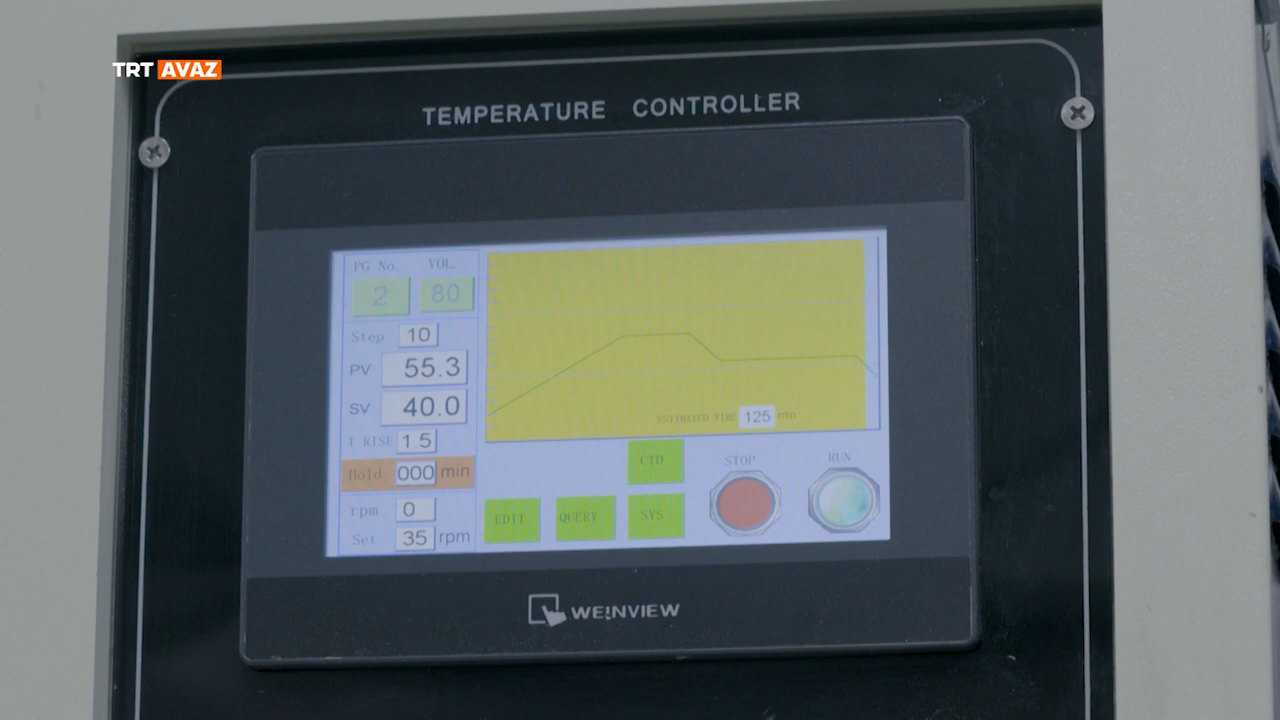 TRT AVAZ
TEMPERATURE CONTROLLER
PG No. VOL.
2 80
Step 10
PV 55.3
SV 40.0
T RISE 1.5
Hold 000 min
rpm 0
Set 35 rpm
ESTIMATED TIME 125 min
CTD
STOP
RUN
EDIT
QUERY
SYS
WEINVIEW